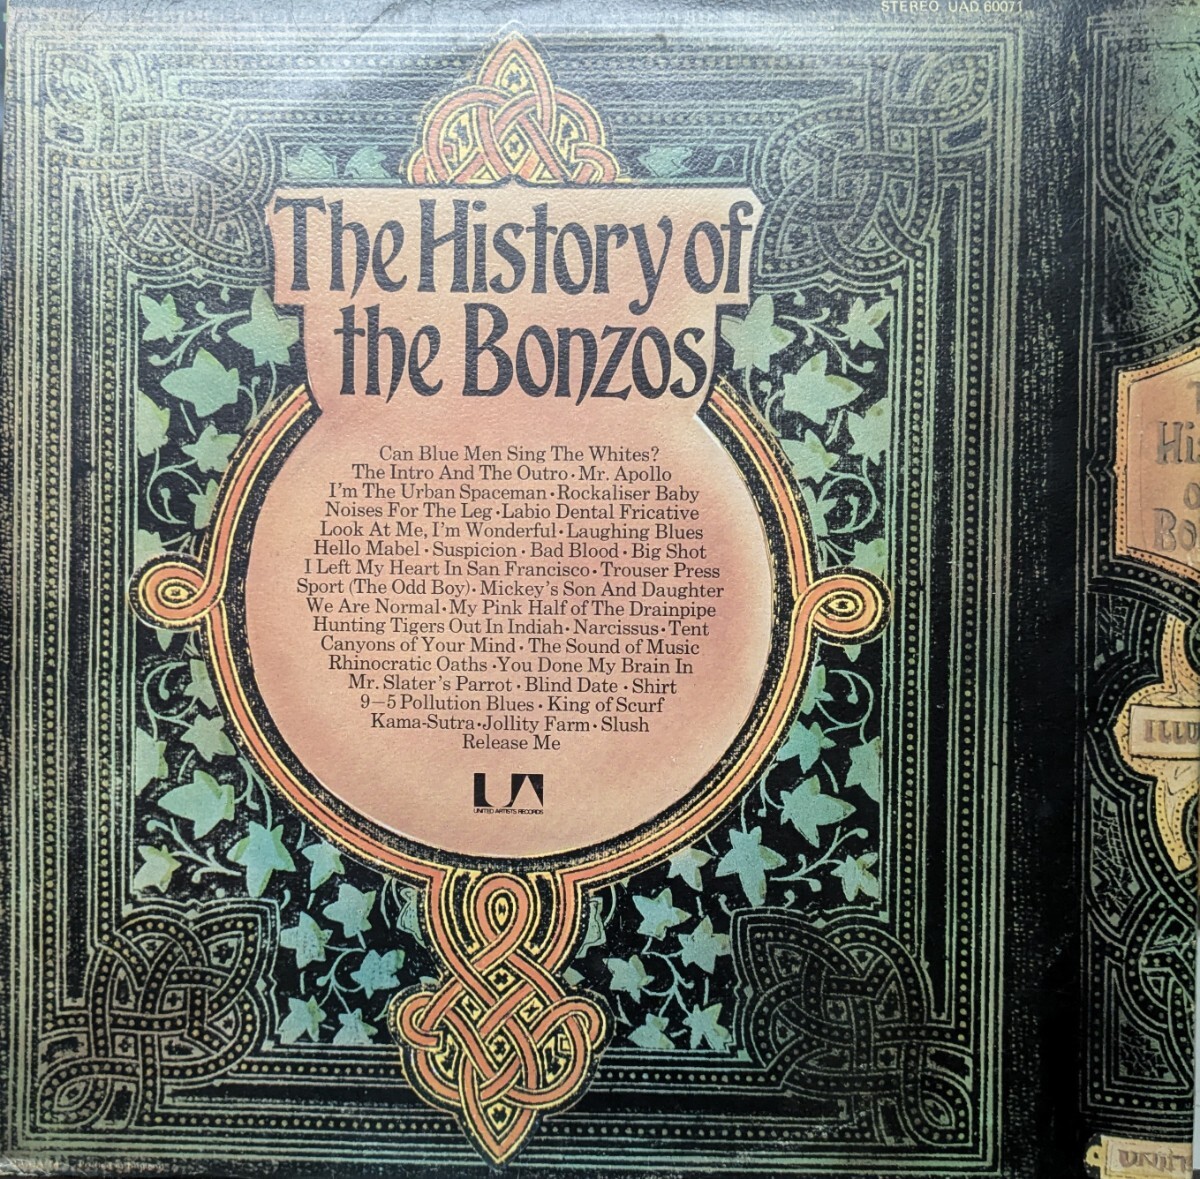 STEREO UAD 60071
The History of
the Bonzos
Can Blue Men Sing The Whites?
The Intro And The Outro · Mr. Apollo
I'm The Urban Spaceman · Rockaliser Baby
Noises For The Leg · Labio Dental Fricative
Look At Me, I'm Wonderful · Laughing Blues
Hello Mabel · Suspicion · Bad Blood · Big Shot
I Left My Heart In San Francisco · Trouser Press
Sport (The Odd Boy) · Mickey's Son And Daughter
We Are Normal · My Pink Half of The Drainpipe
Hunting Tigers Out In Indiah · Narcissus · Tent
Canyons of Your Mind · The Sound of Music
Rhinocratic Oaths · You Done My Brain In
Mr. Slater's Parrot · Blind Date · Shirt
9–5 Pollution Blues · King of Scurf
Kama-Sutra · Jollity Farm · Slush
Release Me
UA
UNITED ARTISTS RECORDS